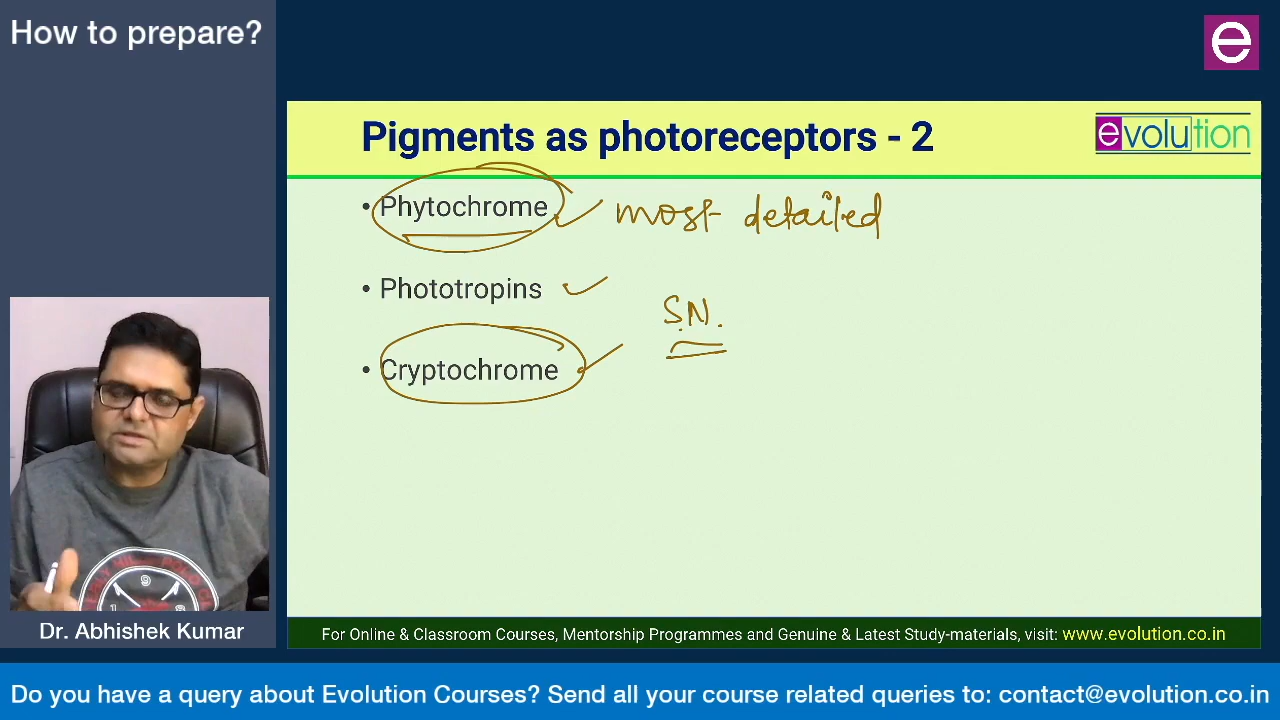 How to prepare?
e
Pigments as photoreceptors - 2
evolution
• Phytochrome
most detailed
• Phototropins
S.N.
• Cryptochrome
Dr. Abhishek Kumar
For Online & Classroom Courses, Mentorship Programmes and Genuine & Latest Study-materials, visit: www.evolution.co.in
Do you have a query about Evolution Courses? Send all your course related queries to: contact@evolution.co.in